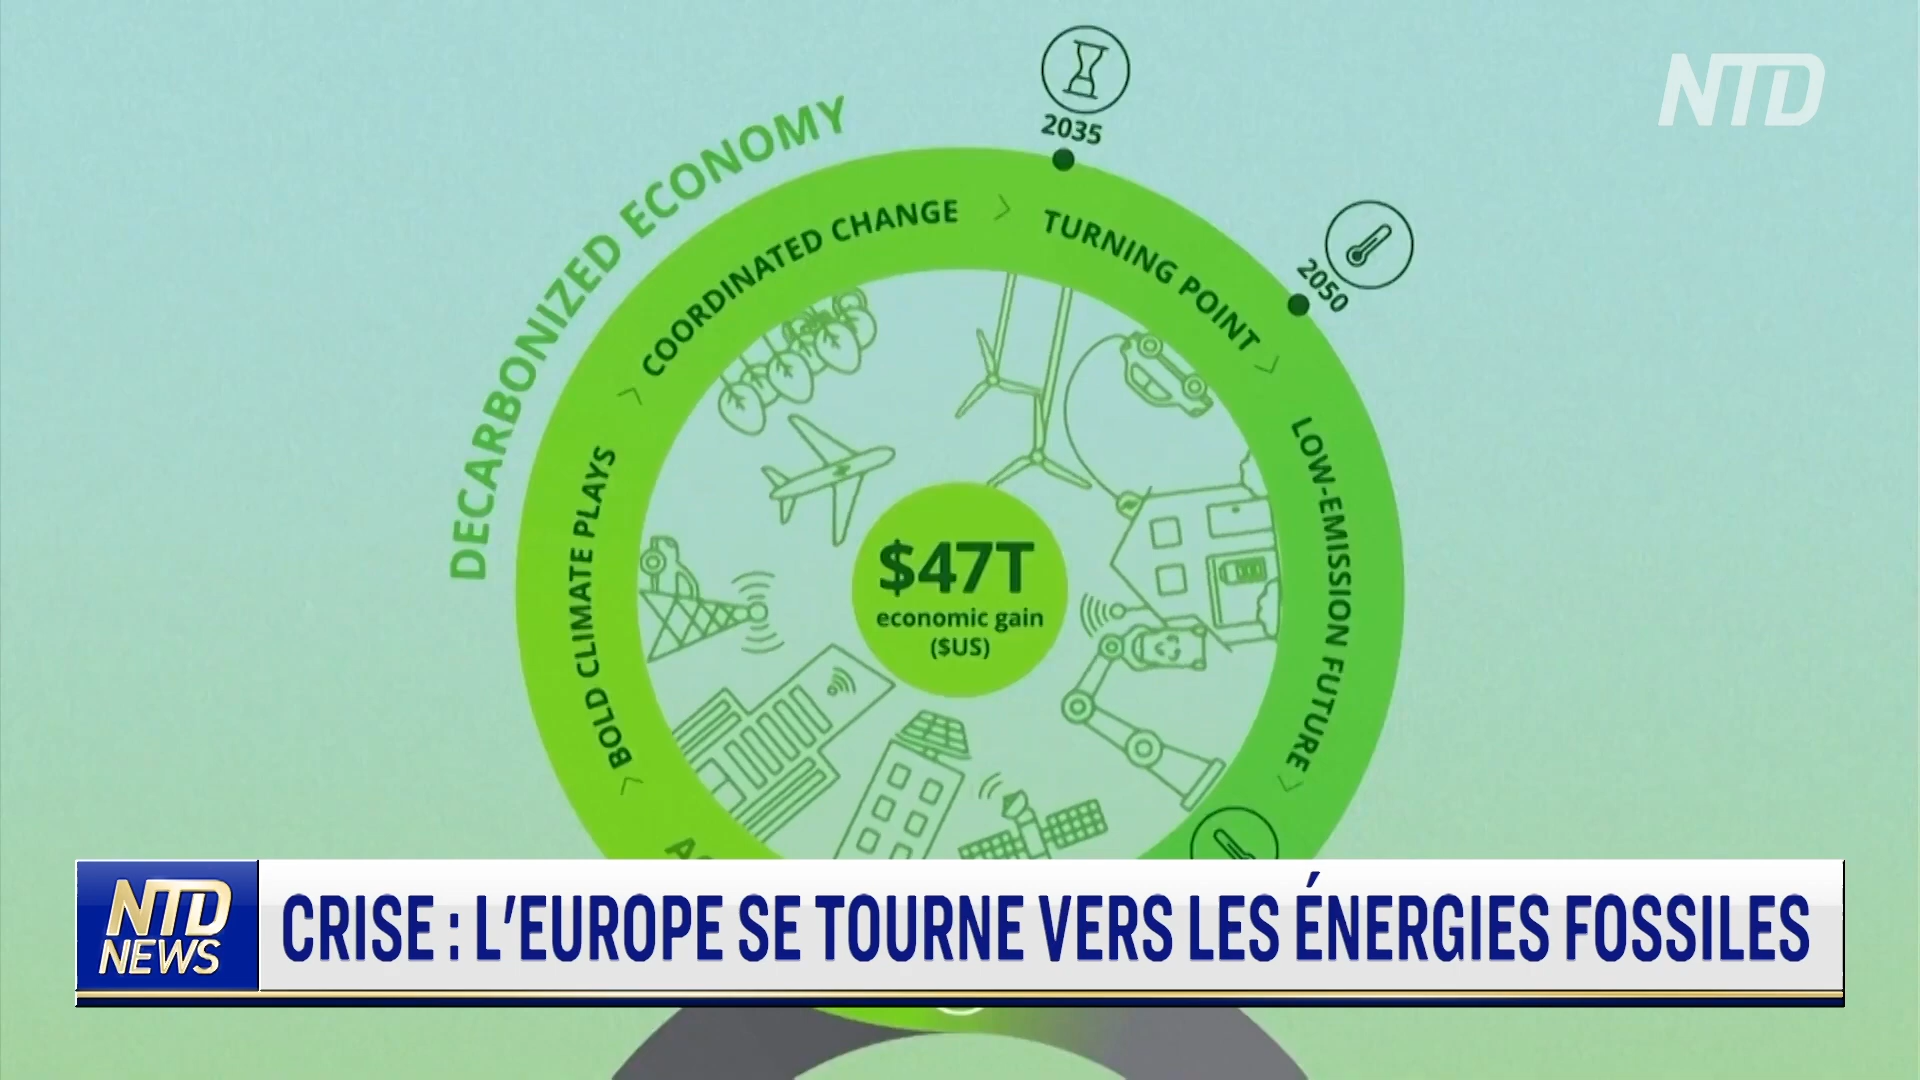 NTD
2035
DECARBONIZED ECONOMY
COORDINATED CHANGE
TURNING POINT
2050
BOLD CLIMATE PLAYS
LOW-EMISSION FUTURE
$47T
economic gain
($US)
NTD
NEWS
CRISE : L'EUROPE SE TOURNE VERS LES ÉNERGIES FOSSILES